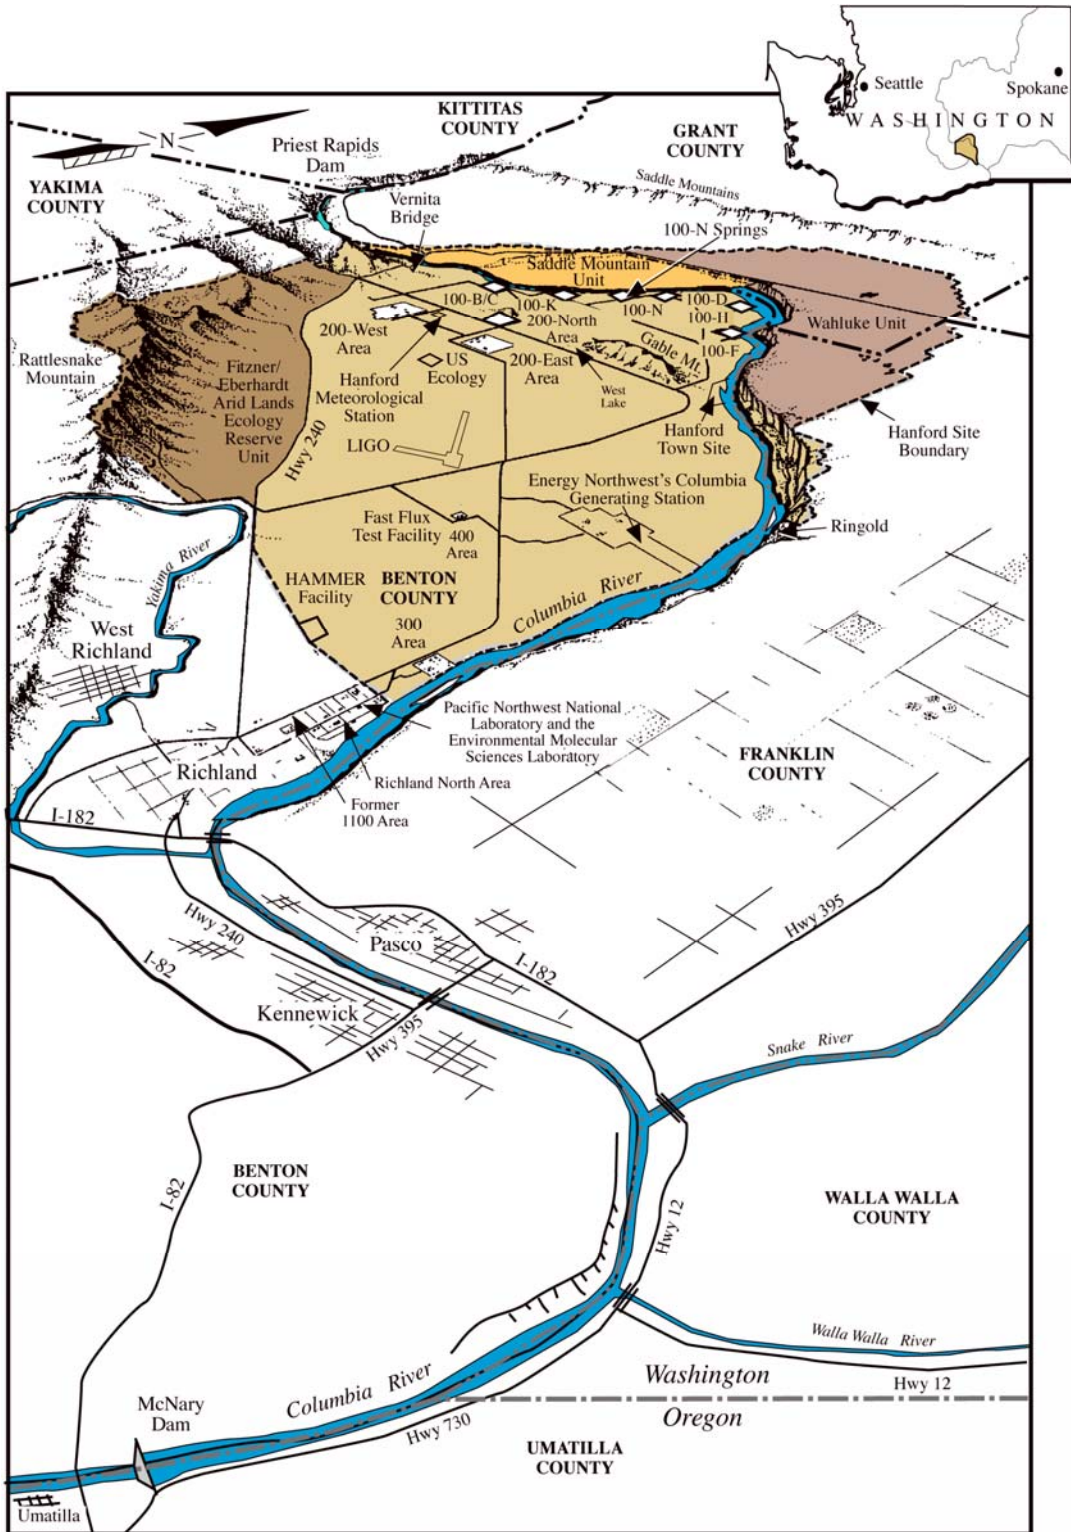 Seattle
Spokane
WASHINGTON
KITTITAS
COUNTY
GRANT
COUNTY
N
Priest Rapids
Dam
YAKIMA
COUNTY
Vernita
Bridge
Saddle Mountains
100-N Springs
Saddle Mountain
Unit
100-B/C
100-K
100-N
100-D
100-H
100-F
Wahluke Unit
200-West
Area
200-North
Area
Gable Mt.
Rattlesnake
Mountain
Fitzner/
Eberhardt
Arid Lands
Ecology
Reserve
Unit
US
Ecology
200-East
Area
West
Lake
Hanford
Meteorological
Station
Hanford
Town Site
Hanford Site
Boundary
Hwy 240
LIGO
Energy Northwest's Columbia
Generating Station
Fast Flux
Test Facility
400
Area
Ringold
Yakima River
HAMMER
Facility
BENTON
COUNTY
Columbia River
300
Area
West
Richland
Pacific Northwest National
Laboratory and the
Environmental Molecular
Sciences Laboratory
FRANKLIN
COUNTY
Richland
Richland North Area
Former
1100 Area
I-182
Hwy 240
Pasco
Hwy 395
I-82
I-182
Kennewick
Hwy 395
Snake River
BENTON
COUNTY
I-82
WALLA WALLA
COUNTY
Hwy 12
Walla Walla River
Columbia River
Washington
Hwy 12
McNary
Dam
Oregon
Hwy 730
UMATILLA
COUNTY
Umatilla